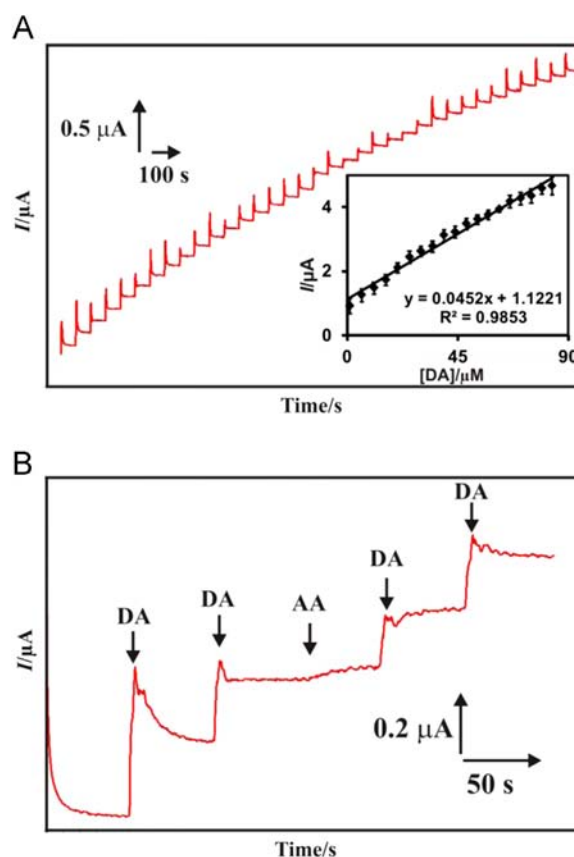 A
I/µA
0.5 µA
100 s
I/µA
4
2
0
y = 0.0452x + 1.1221
R² = 0.9853
0 45 90
[DA]/µM
Time/s
B
I/µA
DA
DA
AA
DA
DA
0.2 µA
50 s
Time/s